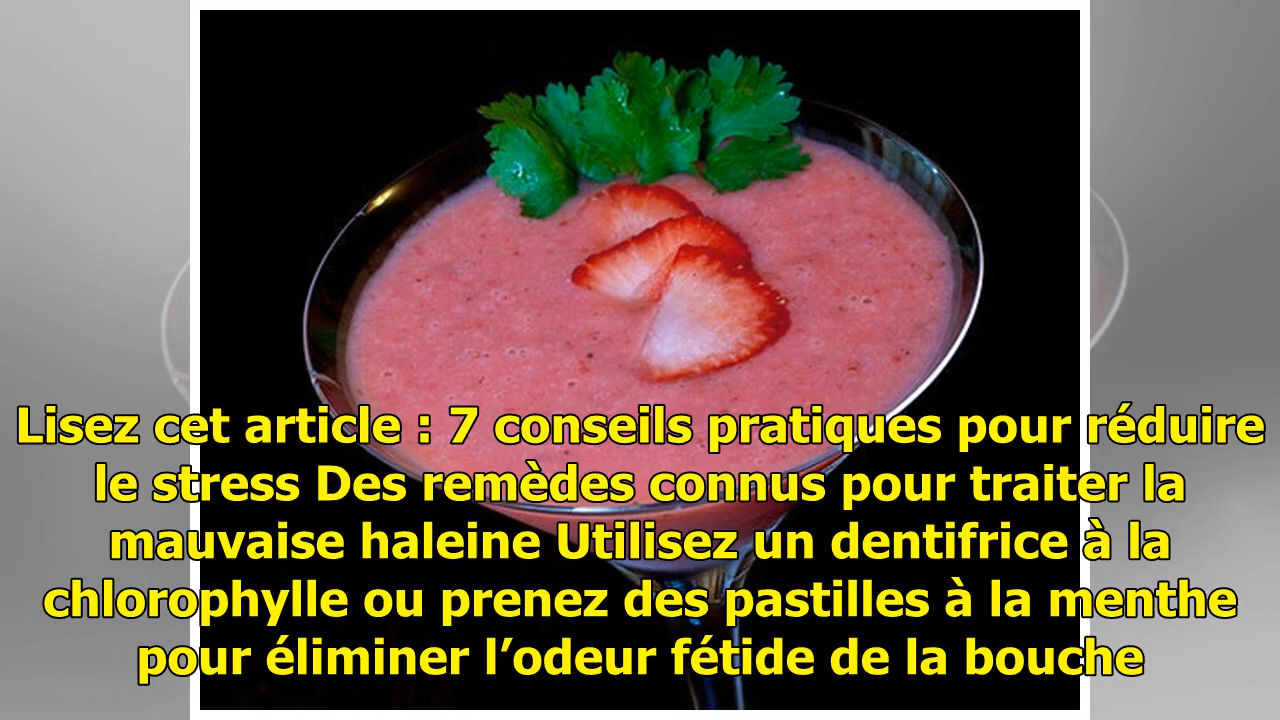 Lisez cet article : 7 conseils pratiques pour réduire
le stress Des remèdes connus pour traiter la
mauvaise haleine Utilisez un dentifrice à la
chlorophylle ou prenez des pastilles à la menthe
pour éliminer l’odeur fétide de la bouche